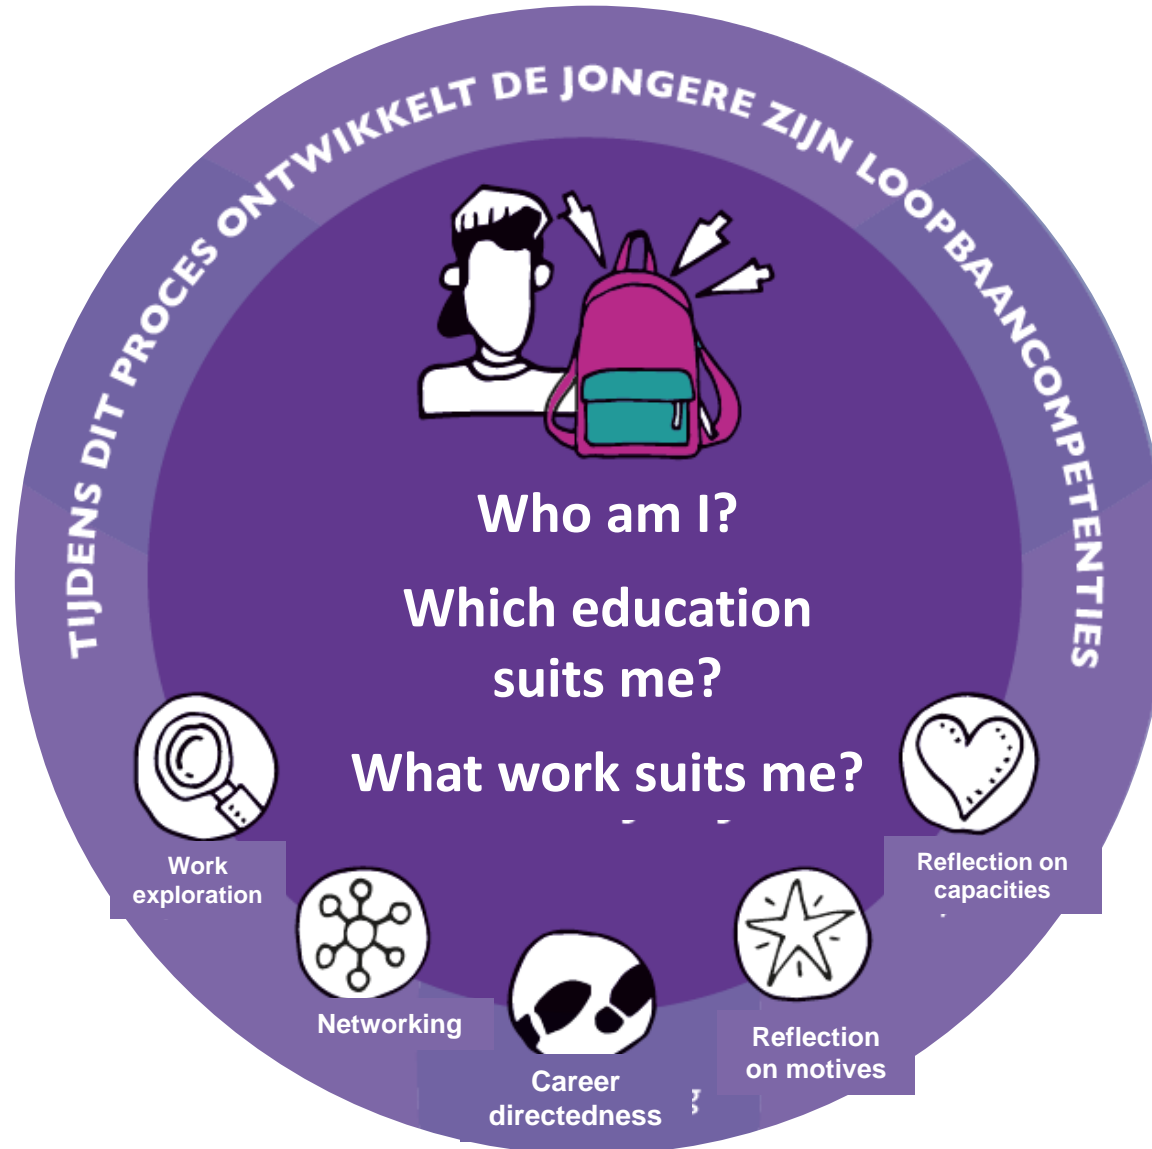 TIJDENS DIT PROCES ONTWIKKELT DE JONGERE ZIJN LOOPBAANCOMPETENTIES
Who am I?
Which education
suits me?
What work suits me?
Work
exploration
Networking
Career
directedness
Reflection
on motives
Reflection on
capacities